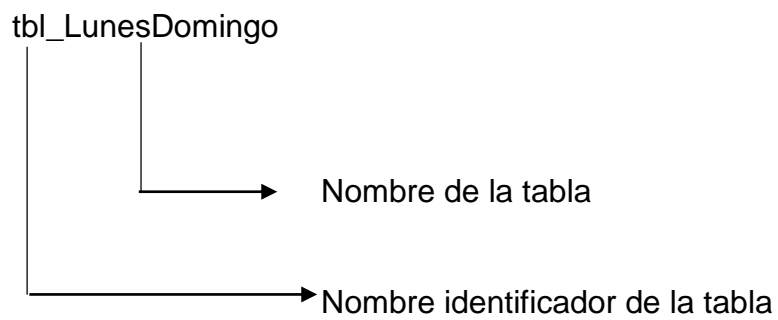 tbl_LunesDomingo
Nombre de la tabla
Nombre identificador de la tabla